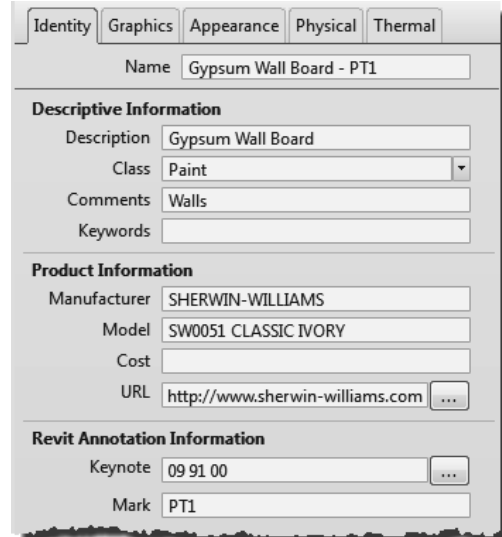 Identity Graphics Appearance Physical Thermal
Name Gypsum Wall Board - PT1
Descriptive Information
Description Gypsum Wall Board
Class Paint
Comments Walls
Keywords
Product Information
Manufacturer SHERWIN-WILLIAMS
Model SW0051 CLASSIC IVORY
Cost
URL http://www.sherwin-williams.com ...
Revit Annotation Information
Keynote 09 91 00 ...
Mark PT1